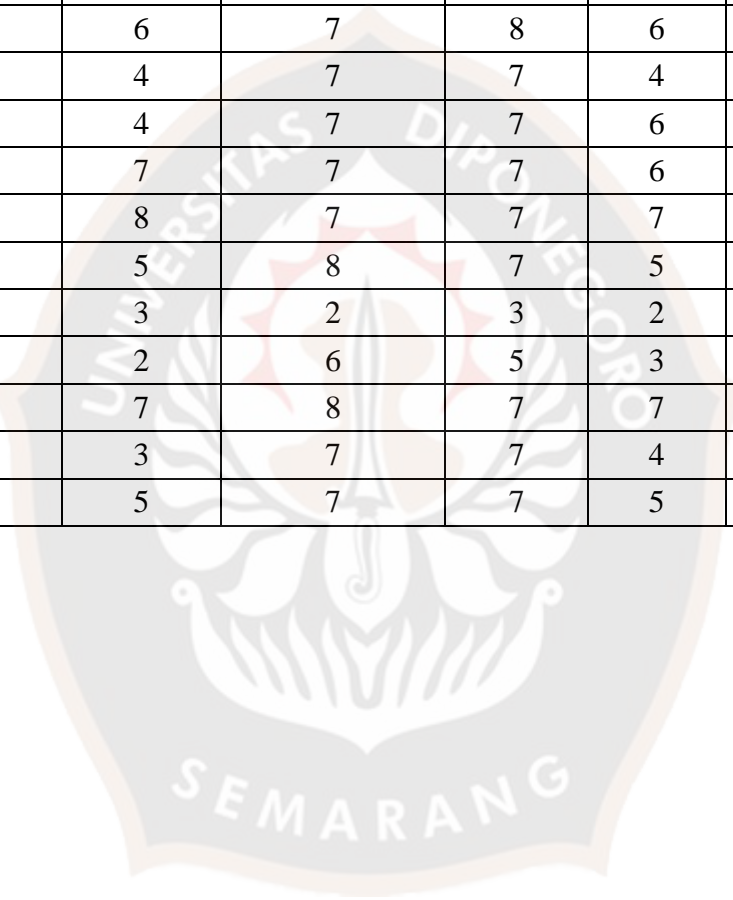 6 7 8 6
4 7 7 4
4 7 7 6
7 7 7 6
8 7 7 7
5 8 7 5
3 2 3 2
2 6 5 3
7 8 7 7
3 7 7 4
5 7 7 5
UNIVERSITAS DIPONEGORO
SEMARANG